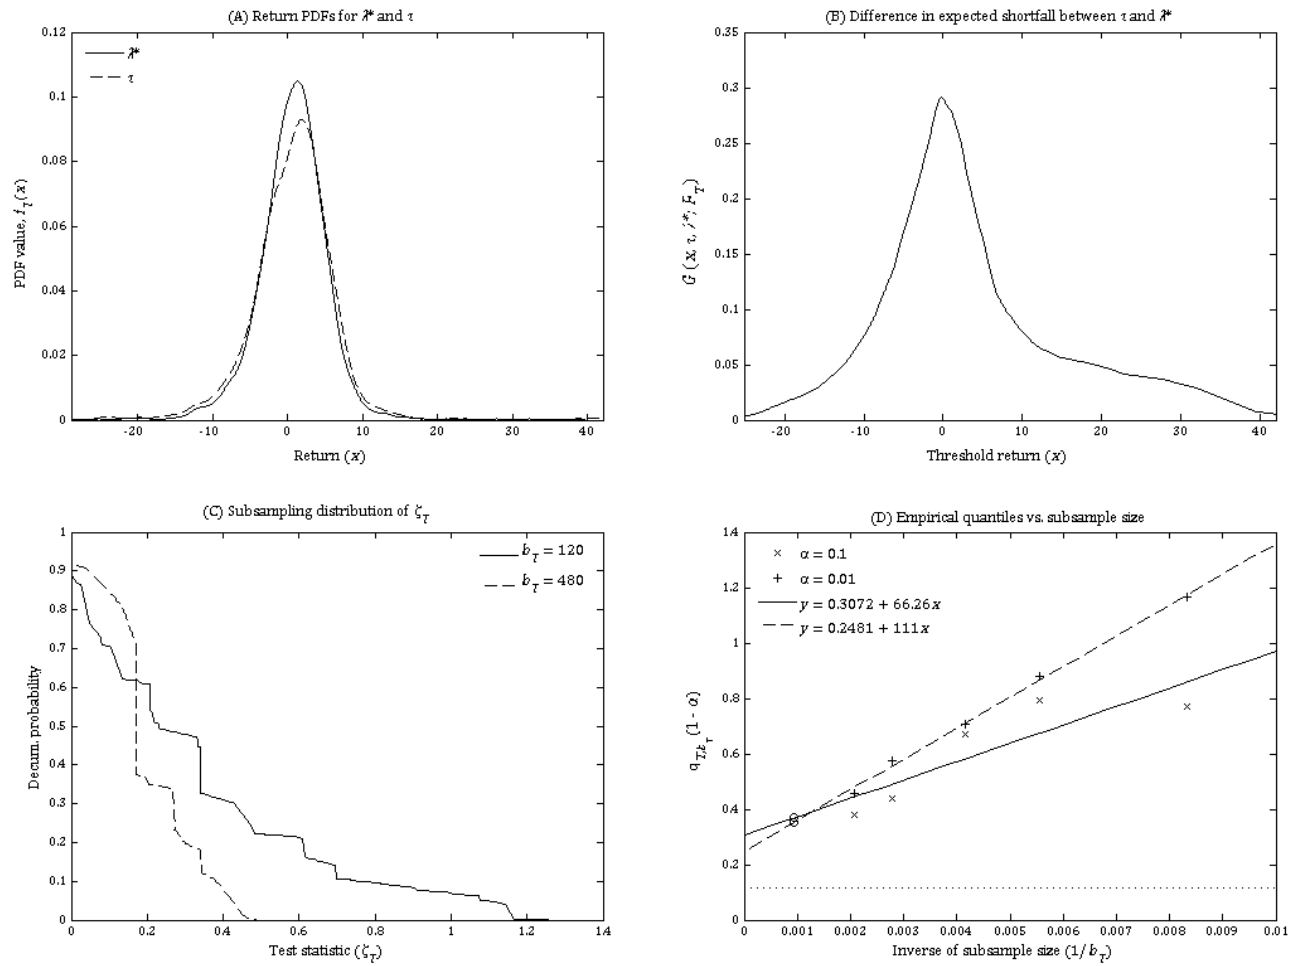 (A) Return PDFs for λ* and τ
0.12
0.1
0.08
0.06
0.04
0.02
0
λ*
τ
PDF value, f_T(x)
-20 -10 0 10 20 30 40
Return (x)
(B) Difference in expected shortfall between τ and λ*
0.35
0.3
0.25
0.3
0.15
0.1
0.05
0
G (x, τ, λ*; F_T)
-20 -10 0 10 20 30 40
Threshold return (x)
(C) Subsampling distribution of ζ_T
1
0.9
0.8
0.7
0.6
0.5
0.4
0.3
0.2
0.1
0
b_T = 120
b_T = 480
Decum. probability
0 0.2 0.4 0.6 0.8 1 1.2 1.4
Test statistic (ζ_T)
(D) Empirical quantiles vs. subsample size
1.4
1.2
1
0.8
0.6
0.4
0.2
0
α = 0.1
α = 0.01
y = 0.3072 + 66.26x
y = 0.2481 + 111x
q_T,b_T (1 - α)
0 0.001 0.002 0.003 0.004 0.005 0.006 0.007 0.008 0.009 0.01
Inverse of subsample size (1/b_T)